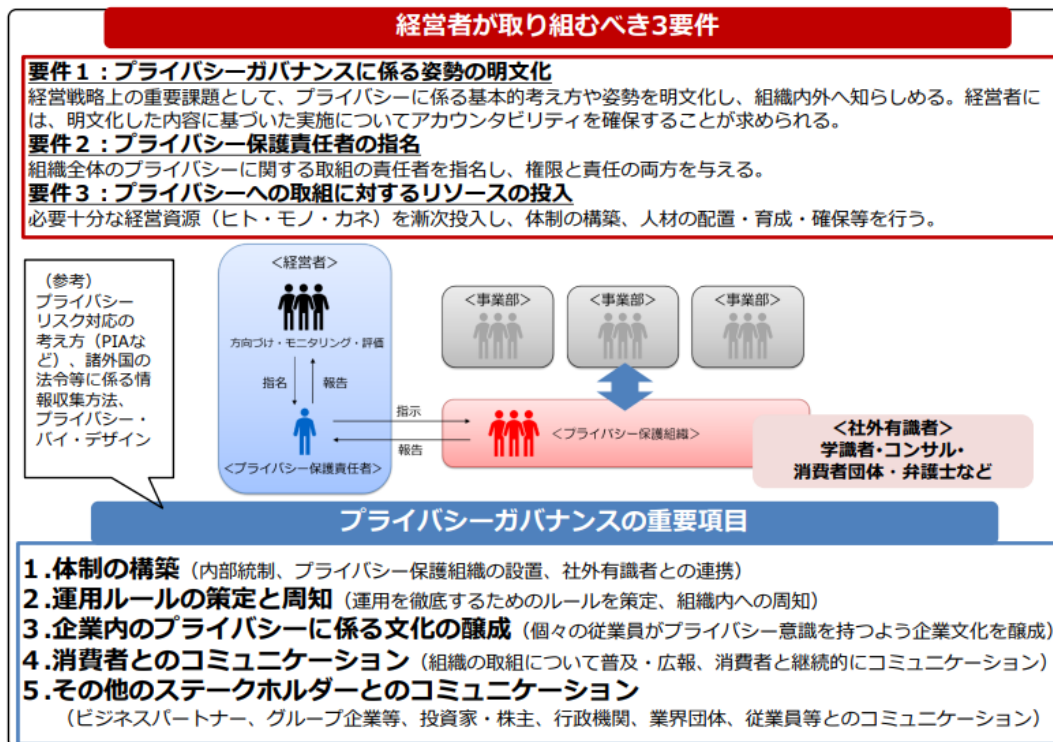 経営者が取り組むべき3要件
要件１：プライバシーガバナンスに係る姿勢の明文化
経営戦略上の重要課題として、プライバシーに係る基本的考え方や姿勢を明文化し、組織内外へ知らしめる。経営者に
は、明文化した内容に基づいた実施についてアカウンタビリティを確保することが求められる。
要件２：プライバシー保護責任者の指名
組織全体のプライバシーに関する取組の責任者を指名し、権限と責任の両方を与える。
要件３：プライバシーへの取組に対するリソースの投入
必要十分な経営資源（ヒト・モノ・カネ）を漸次投入し、体制の構築、人材の配置・育成・確保等を行う。
（参考）
プライバシー
リスク対応の
考え方（PIAな
ど）、諸外国の
法令等に係る情
報収集方法、
プライバシー・
バイ・デザイン
＜経営者＞
方向づけ・モニタリング・評価
指名
報告
＜プライバシー保護責任者＞
指示
報告
＜事業部＞
＜事業部＞
＜事業部＞
＜プライバシー保護組織＞
＜社外有識者＞
学識者・コンサル・
消費者団体・弁護士など
プライバシーガバナンスの重要項目
１.体制の構築（内部統制、プライバシー保護組織の設置、社外有識者との連携）
２.運用ルールの策定と周知（運用を徹底するためのルールを策定、組織内への周知）
３.企業内のプライバシーに係る文化の醸成（個々の従業員がプライバシー意識を持つよう企業文化を醸成）
４.消費者とのコミュニケーション（組織の取組について普及・広報、消費者と継続的にコミュニケーション）
５.その他のステークホルダーとのコミュニケーション
（ビジネスパートナー、グループ企業等、投資家・株主、行政機関、業界団体、従業員等とのコミュニケーション）